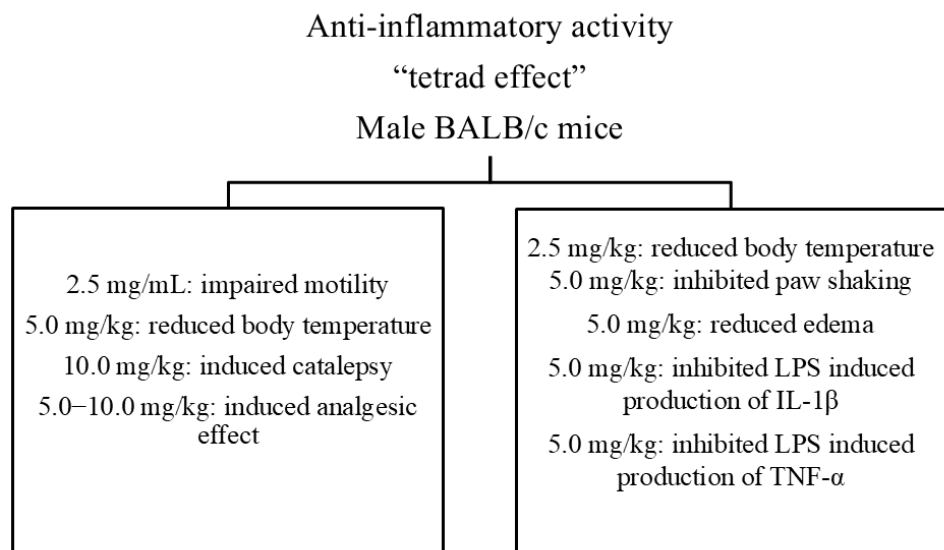 Anti-inflammatory activity
“tetrad effect”
Male BALB/c mice
2.5 mg/mL: impaired motility
5.0 mg/kg: reduced body temperature
10.0 mg/kg: induced catalepsy
5.0−10.0 mg/kg: induced analgesic
effect
2.5 mg/kg: reduced body temperature
5.0 mg/kg: inhibited paw shaking
5.0 mg/kg: reduced edema
5.0 mg/kg: inhibited LPS induced
production of IL-1β
5.0 mg/kg: inhibited LPS induced
production of TNF-α